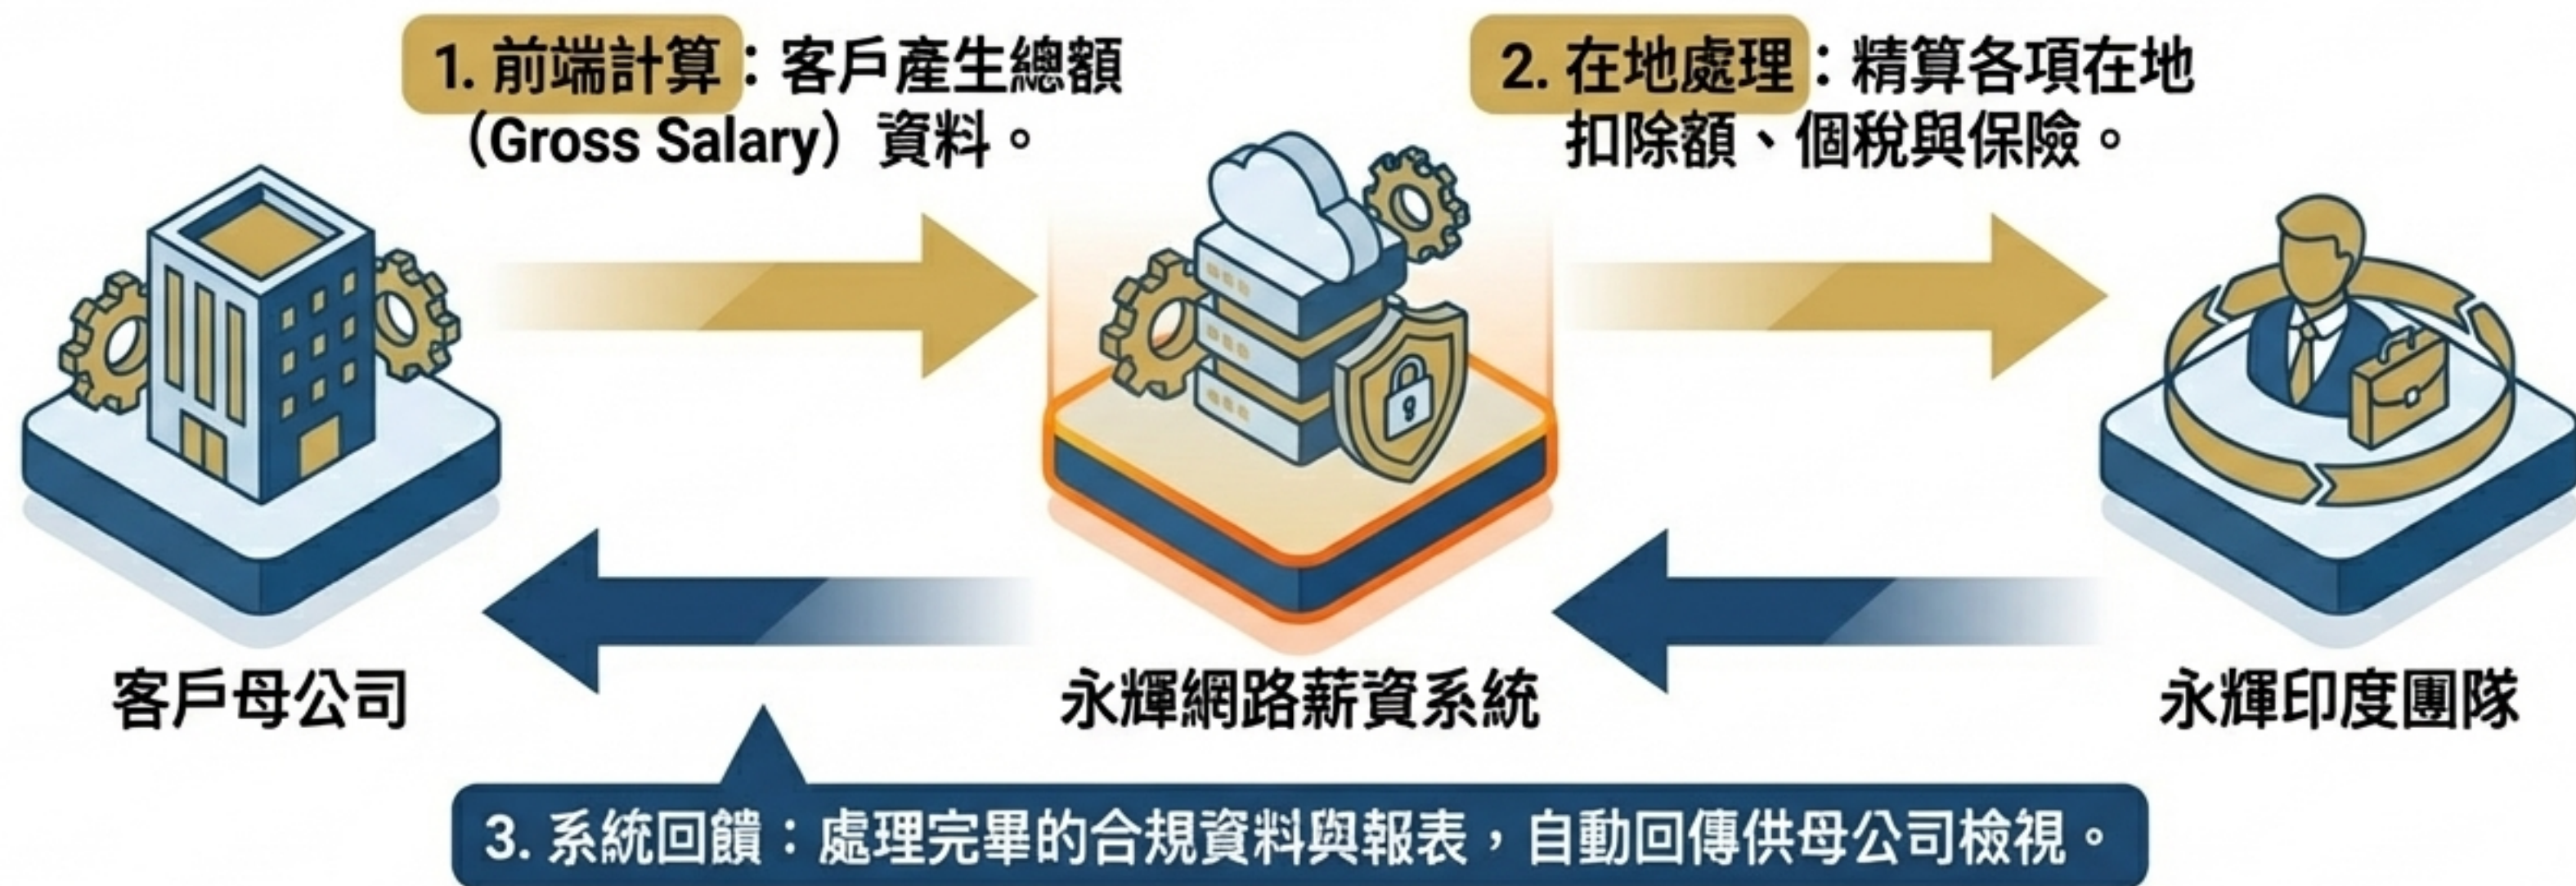 1. 前端計算：客戶產生總額
（Gross Salary）資料。
2. 在地處理：精算各項在地
扣除額、個稅與保險。
客戶母公司
永輝網路薪資系統
永輝印度團隊
3. 系統回饋：處理完畢的合規資料與報表，自動回傳供母公司檢視。